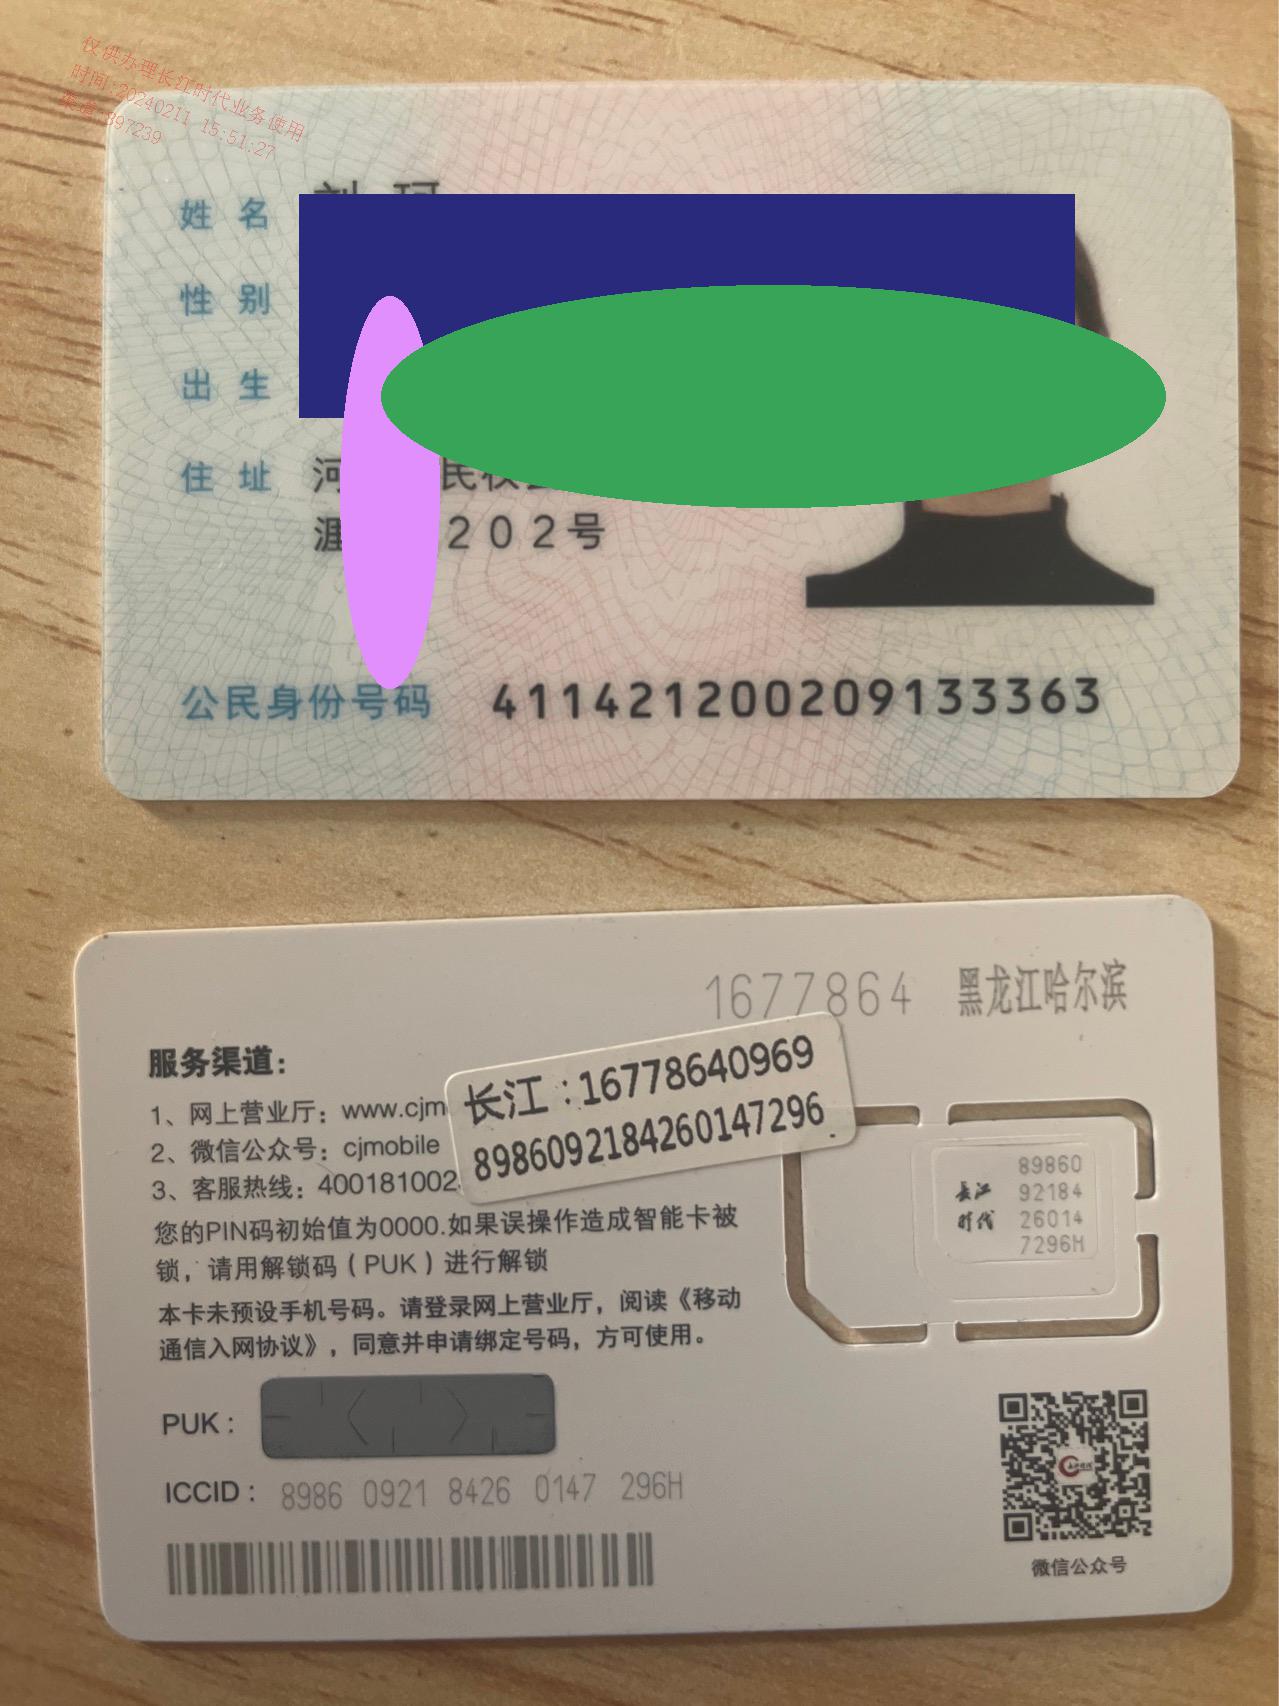 仅供办理长江时代业务使用
时间:20240211 15:51:27
渠道:897239
姓名
性别
出生
住址 河 民
202号
公民身份号码 411421200209133363
1677864 黑龙江哈尔滨
长江:16778640969
8986092184260147296
服务渠道:
1、网上营业厅:www.cjm
2、微信公众号:cjmobile
3、客服热线:400181002
您的PIN码初始值为0000.如果误操作造成智能卡被
锁,请用解锁码(PUK)进行解锁
本卡未预设手机号码。请登录网上营业厅,阅读《移动
通信入网协议》,同意并申请绑定号码,方可使用。
长江
时代
89860
92184
26014
7296H
PUK:
ICCID: 8986 0921 8426 0147 296H
微信公众号